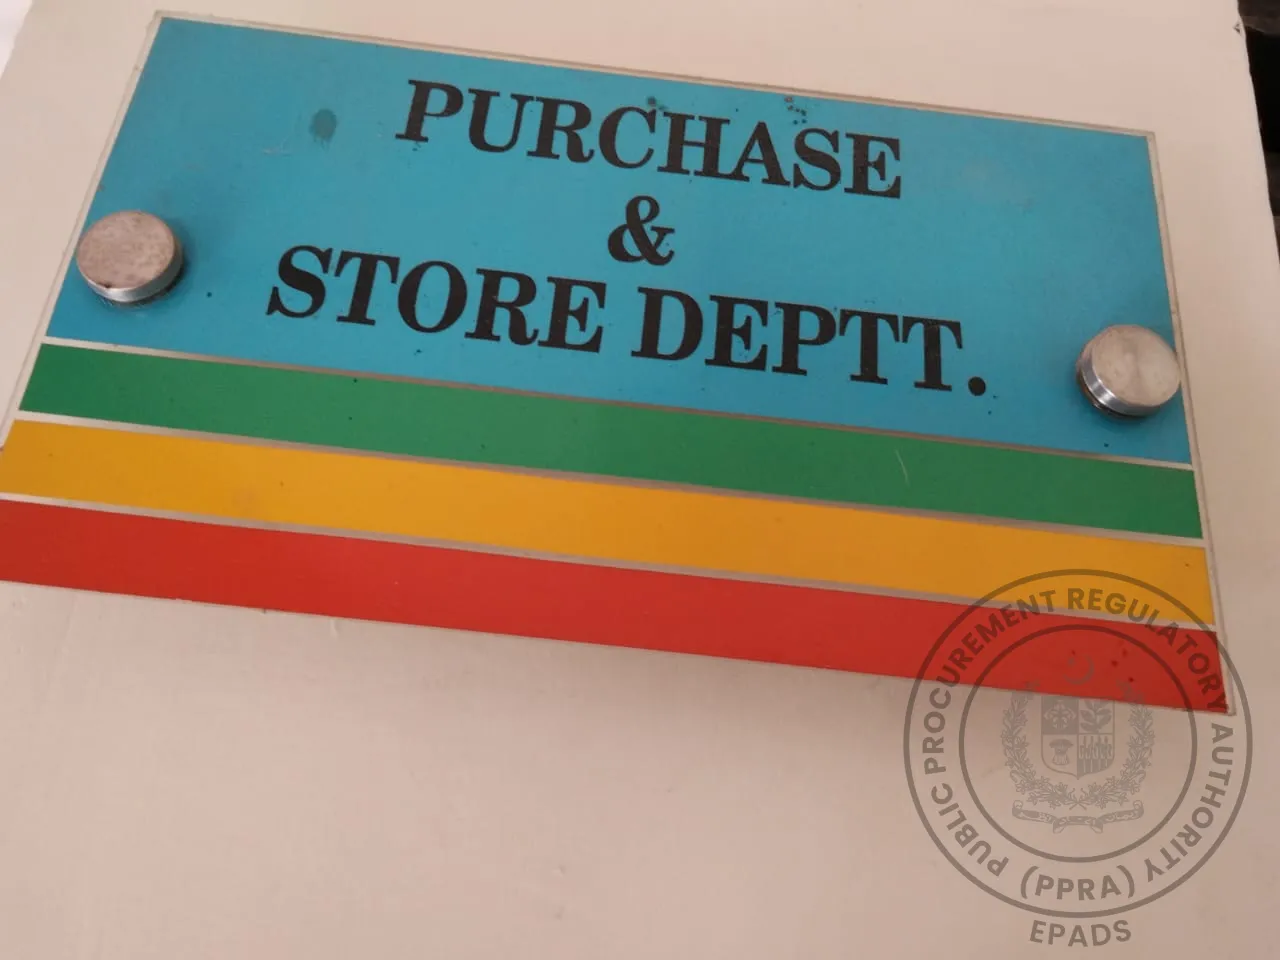 PURCHASE
&
STORE DEPTT.
PUBLIC PROCUREMENT REGULATORY AUTHORITY
(PPRA)
EPADS